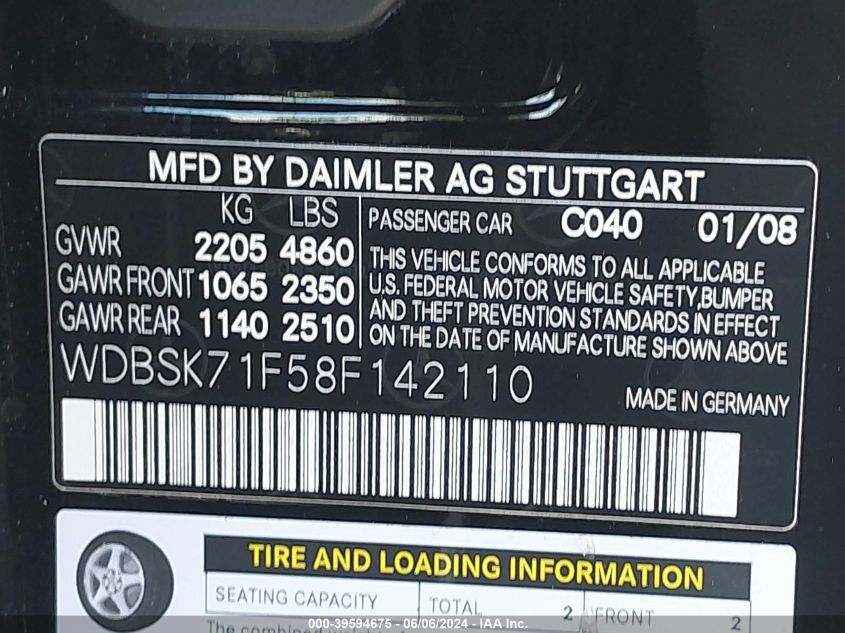 MFD BY DAIMLER AG STUTTGART
KG LBS
GVWR 2205 4860
GAWR FRONT 1065 2350
GAWR REAR 1140 2510
PASSENGER CAR C040 01/08
THIS VEHICLE CONFORMS TO ALL APPLICABLE
U.S. FEDERAL MOTOR VEHICLE SAFETY, BUMPER
AND THEFT PREVENTION STANDARDS IN EFFECT
ON THE DATE OF MANUFACTURE SHOWN ABOVE
WDBSK71F58F142110
MADE IN GERMANY
TIRE AND LOADING INFORMATION
SEATING CAPACITY TOTAL 2 FRONT 2
The combined
000-39594675 - 06/06/2024 - IAA Inc.